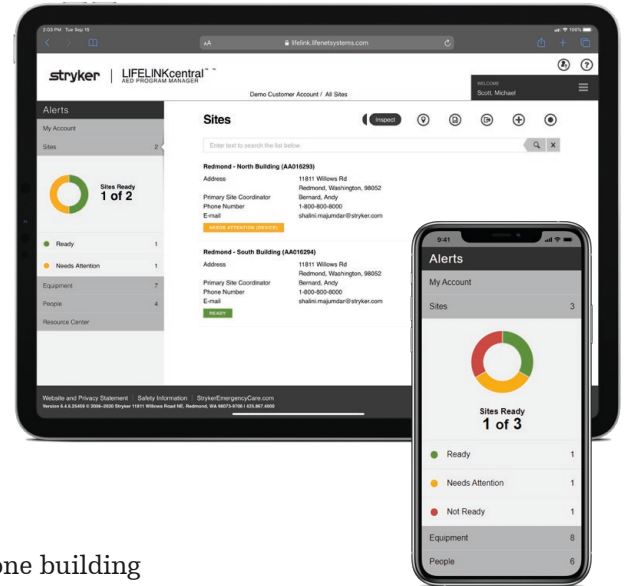 2:03 PM Tue Sep 15
100%
AA
lifelink.lifenetsystems.com
stryker
LIFELINKcentral™
AED PROGRAM MANAGER
Demo Customer Account / All Sites
WELCOME
Scott, Michael
Alerts
My Account
Sites 2
Sites Ready
1 of 2
Ready 1
Needs Attention 1
Equipment 7
People 4
Resource Center
Sites
Inspect
Enter text to search the list below
X
Redmond - North Building (AA016293)
Address 11811 Willows Rd
Redmond, Washington, 98052
Primary Site Coordinator Bernard, Andy
Phone Number 1-800-800-6000
E-mail shalini.majumdar@stryker.com
NEEDS ATTENTION (DEVICE)
Redmond - South Building (AA016294)
Address 11811 Willows Rd
Redmond, Washington, 98052
Primary Site Coordinator Bernard, Andy
Phone Number 1-800-800-6000
E-mail shalini.majumdar@stryker.com
READY
Website and Privacy Statement | Safety Information | StrykerEmergencyCare.com
9:41
Alerts
My Account
Sites 3
Sites Ready
1 of 3
Ready 1
Needs Attention 1
Not Ready 1
Equipment 8
People 6
one building